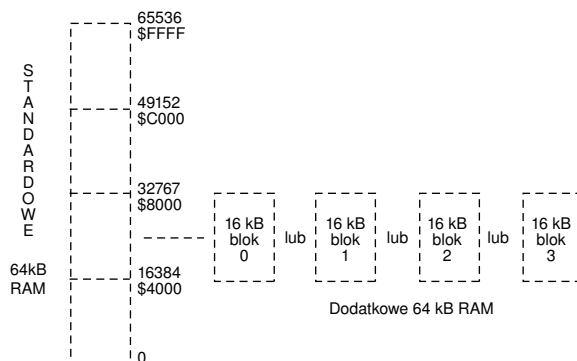 65536
$FFFF
STANDARDOWE
49152
$C000
32767
$8000
16 kB blok 0
lub
16 kB blok 1
lub
16 kB blok 2
lub
16 kB blok 3
64kB
RAM
16384
$4000
Dodatkowe 64 kB RAM
0